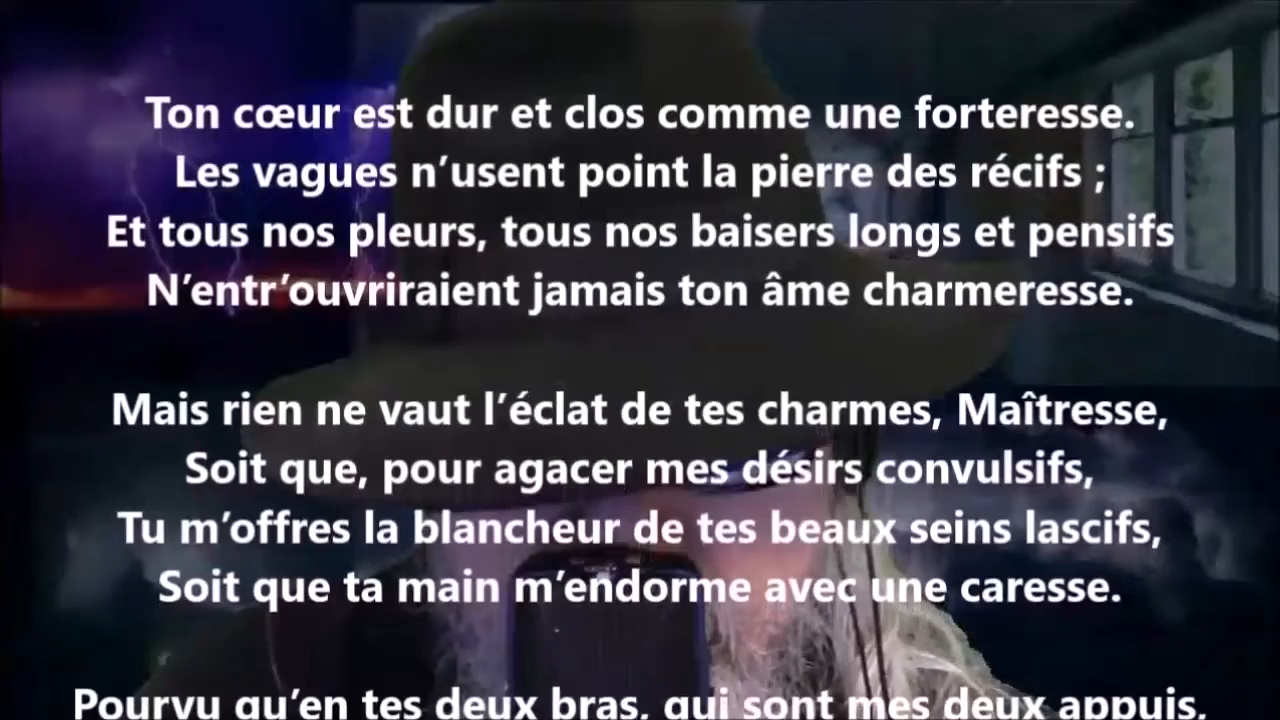 Ton cœur est dur et clos comme une forteresse.
Les vagues n’usent point la pierre des récifs ;
Et tous nos pleurs, tous nos baisers longs et pensifs
N’entr’ouvriraient jamais ton âme charmeresse.
Mais rien ne vaut l’éclat de tes charmes, Maîtresse,
Soit que, pour agacer mes désirs convulsifs,
Tu m’offres la blancheur de tes beaux seins lascifs,
Soit que ta main m’endorme avec une caresse.
Pourvu qu’en tes deux bras, qui sont mes deux appuis,